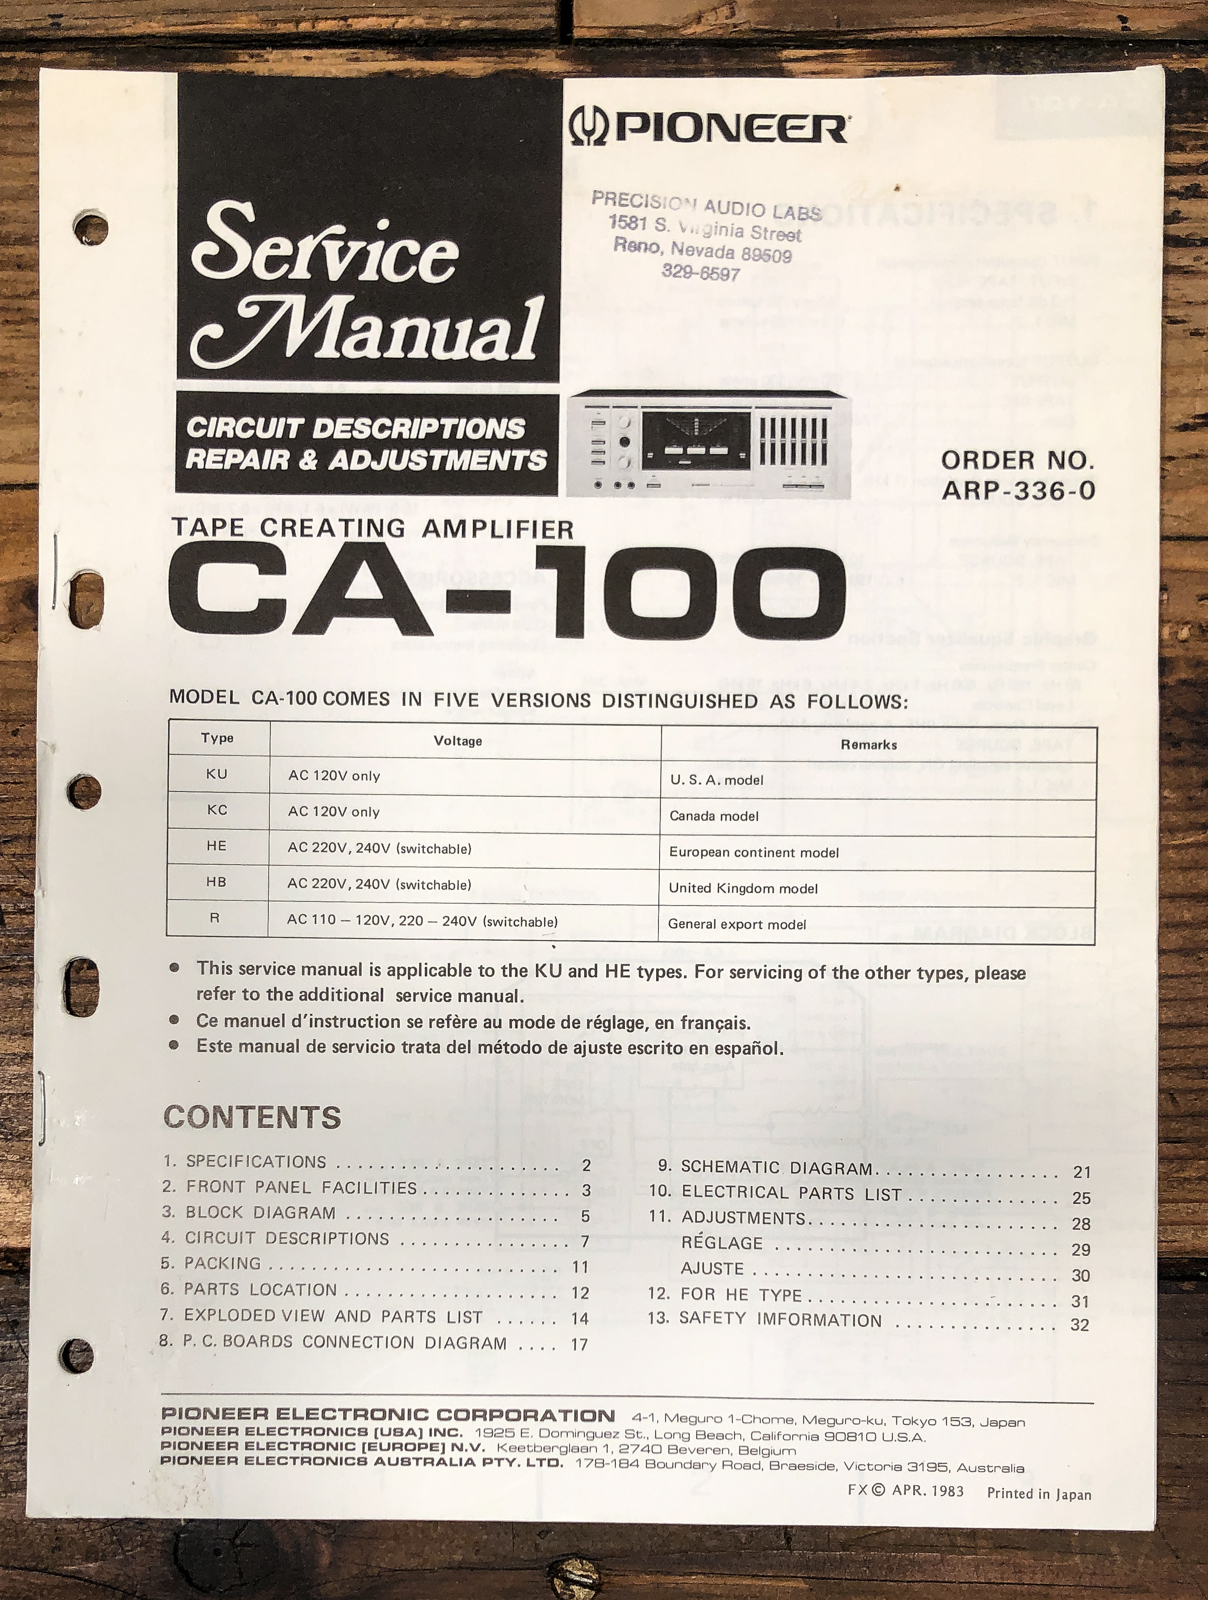 PIONEER
PRECISION AUDIO LABS
1581 S. Virginia Street
Reno, Nevada 89509
329-6597
Service
Manual
CIRCUIT DESCRIPTIONS
REPAIR & ADJUSTMENTS
ORDER NO.
ARP-336-0
TAPE CREATING AMPLIFIER
CA-100
MODEL CA-100 COMES IN FIVE VERSIONS DISTINGUISHED AS FOLLOWS:
Type Voltage Remarks
KU AC 120V only U. S. A. model
KC AC 120V only Canada model
HE AC 220V, 240V (switchable) European continent model
HB AC 220V, 240V (switchable) United Kingdom model
R AC 110 – 120V, 220 – 240V (switchable) General export model
● This service manual is applicable to the KU and HE types. For servicing of the other types, please
refer to the additional service manual.
● Ce manuel d'instruction se refère au mode de réglage, en français.
● Este manual de servicio trata del método de ajuste escrito en español.
CONTENTS
1. SPECIFICATIONS . . . . . . . . . . . . . . . . . . . . . 2
2. FRONT PANEL FACILITIES . . . . . . . . . . . . . . 3
3. BLOCK DIAGRAM . . . . . . . . . . . . . . . . . . . . 5
4. CIRCUIT DESCRIPTIONS . . . . . . . . . . . . . . . . 7
5. PACKING . . . . . . . . . . . . . . . . . . . . . . . . . . . 11
6. PARTS LOCATION . . . . . . . . . . . . . . . . . . . . 12
7. EXPLODED VIEW AND PARTS LIST . . . . . . 14
8. P. C. BOARDS CONNECTION DIAGRAM . . . . 17
9. SCHEMATIC DIAGRAM. . . . . . . . . . . . . . . . . 21
10. ELECTRICAL PARTS LIST . . . . . . . . . . . . . . 25
11. ADJUSTMENTS. . . . . . . . . . . . . . . . . . . . . . . 28
RÉGLAGE . . . . . . . . . . . . . . . . . . . . . . . . . . 29
AJUSTE . . . . . . . . . . . . . . . . . . . . . . . . . . . . 30
12. FOR HE TYPE . . . . . . . . . . . . . . . . . . . . . . . 31
13. SAFETY IMFORMATION . . . . . . . . . . . . . . . 32
PIONEER ELECTRONIC CORPORATION 4-1, Meguro 1-Chome, Meguro-ku, Tokyo 153, Japan
PIONEER ELECTRONICS [USA] INC. 1925 E. Dominguez St., Long Beach, California 90810 U.S.A.
PIONEER ELECTRONIC [EUROPE] N.V. Keetberglaan 1, 2740 Beveren, Belgium
PIONEER ELECTRONICS AUSTRALIA PTY. LTD. 178-184 Boundary Road, Braeside, Victoria 3195, Australia
FX © APR. 1983 Printed in Japan